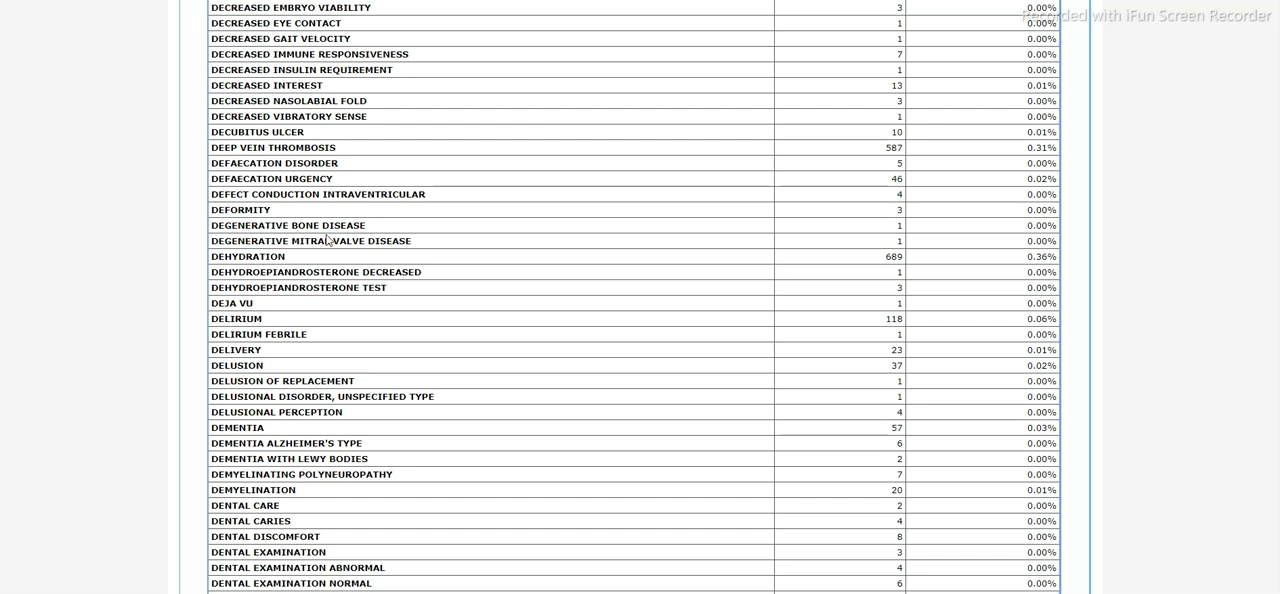 Recorded with iFun Screen Recorder
DECREASED EMBRYO VIABILITY 3 0.00%
DECREASED EYE CONTACT 1 0.00%
DECREASED GAIT VELOCITY 1 0.00%
DECREASED IMMUNE RESPONSIVENESS 7 0.00%
DECREASED INSULIN REQUIREMENT 1 0.00%
DECREASED INTEREST 13 0.01%
DECREASED NASOLABIAL FOLD 3 0.00%
DECREASED VIBRATORY SENSE 1 0.00%
DECUBITUS ULCER 10 0.01%
DEEP VEIN THROMBOSIS 587 0.31%
DEFAECATION DISORDER 5 0.00%
DEFAECATION URGENCY 46 0.02%
DEFECT CONDUCTION INTRAVENTRICULAR 4 0.00%
DEFORMITY 3 0.00%
DEGENERATIVE BONE DISEASE 1 0.00%
DEGENERATIVE MITRAL VALVE DISEASE 1 0.00%
DEHYDRATION 689 0.36%
DEHYDROEPIANDROSTERONE DECREASED 1 0.00%
DEHYDROEPIANDROSTERONE TEST 3 0.00%
DEJA VU 1 0.00%
DELIRIUM 118 0.06%
DELIRIUM FEBRILE 1 0.00%
DELIVERY 23 0.01%
DELUSION 37 0.02%
DELUSION OF REPLACEMENT 1 0.00%
DELUSIONAL DISORDER, UNSPECIFIED TYPE 1 0.00%
DELUSIONAL PERCEPTION 4 0.00%
DEMENTIA 57 0.03%
DEMENTIA ALZHEIMER'S TYPE 6 0.00%
DEMENTIA WITH LEWY BODIES 2 0.00%
DEMYELINATING POLYNEUROPATHY 7 0.00%
DEMYELINATION 20 0.01%
DENTAL CARE 2 0.00%
DENTAL CARIES 4 0.00%
DENTAL DISCOMFORT 8 0.00%
DENTAL EXAMINATION 3 0.00%
DENTAL EXAMINATION ABNORMAL 4 0.00%
DENTAL EXAMINATION NORMAL 6 0.00%